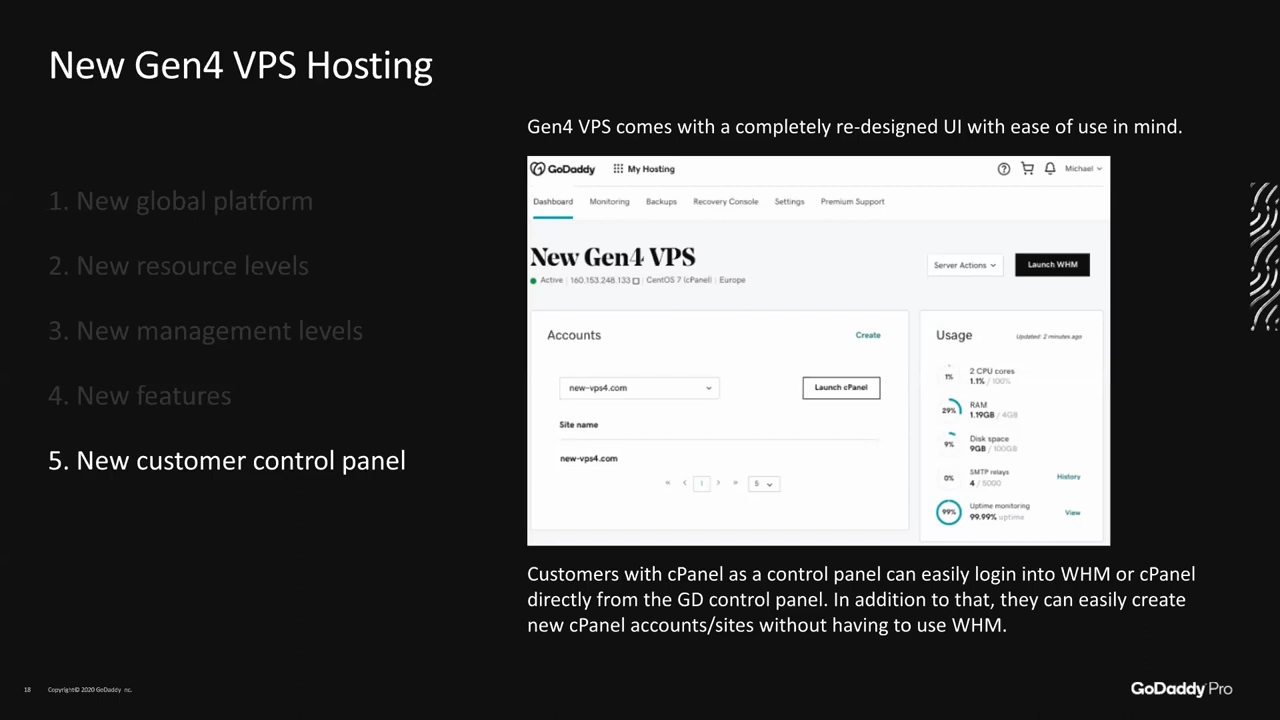 New Gen4 VPS Hosting
1. New global platform
2. New resource levels
3. New management levels
4. New features
5. New customer control panel
Gen4 VPS comes with a completely re-designed UI with ease of use in mind.
GoDaddy My Hosting Michael
Dashboard Monitoring Backups Recovery Console Settings Premium Support
New Gen4 VPS
Active | 160.153.248.133 | CentOS 7 (cPanel) | Europe
Server Actions Launch WHM
Accounts Create
new-vps4.com Launch cPanel
Site name
new-vps4.com
« ‹ 1 › » 5
Usage Updated: 2 minutes ago
1% 2 CPU cores
1.1% / 100%
29% RAM
1.19GB / 4GB
9% Disk space
9GB / 100GB
0% SMTP relays
4 / 5000 History
99% Uptime monitoring
99.99% uptime View
Customers with cPanel as a control panel can easily login into WHM or cPanel
directly from the GD control panel. In addition to that, they can easily create
new cPanel accounts/sites without having to use WHM.
18 Copyright© 2020 GoDaddy nc.
GoDaddy Pro